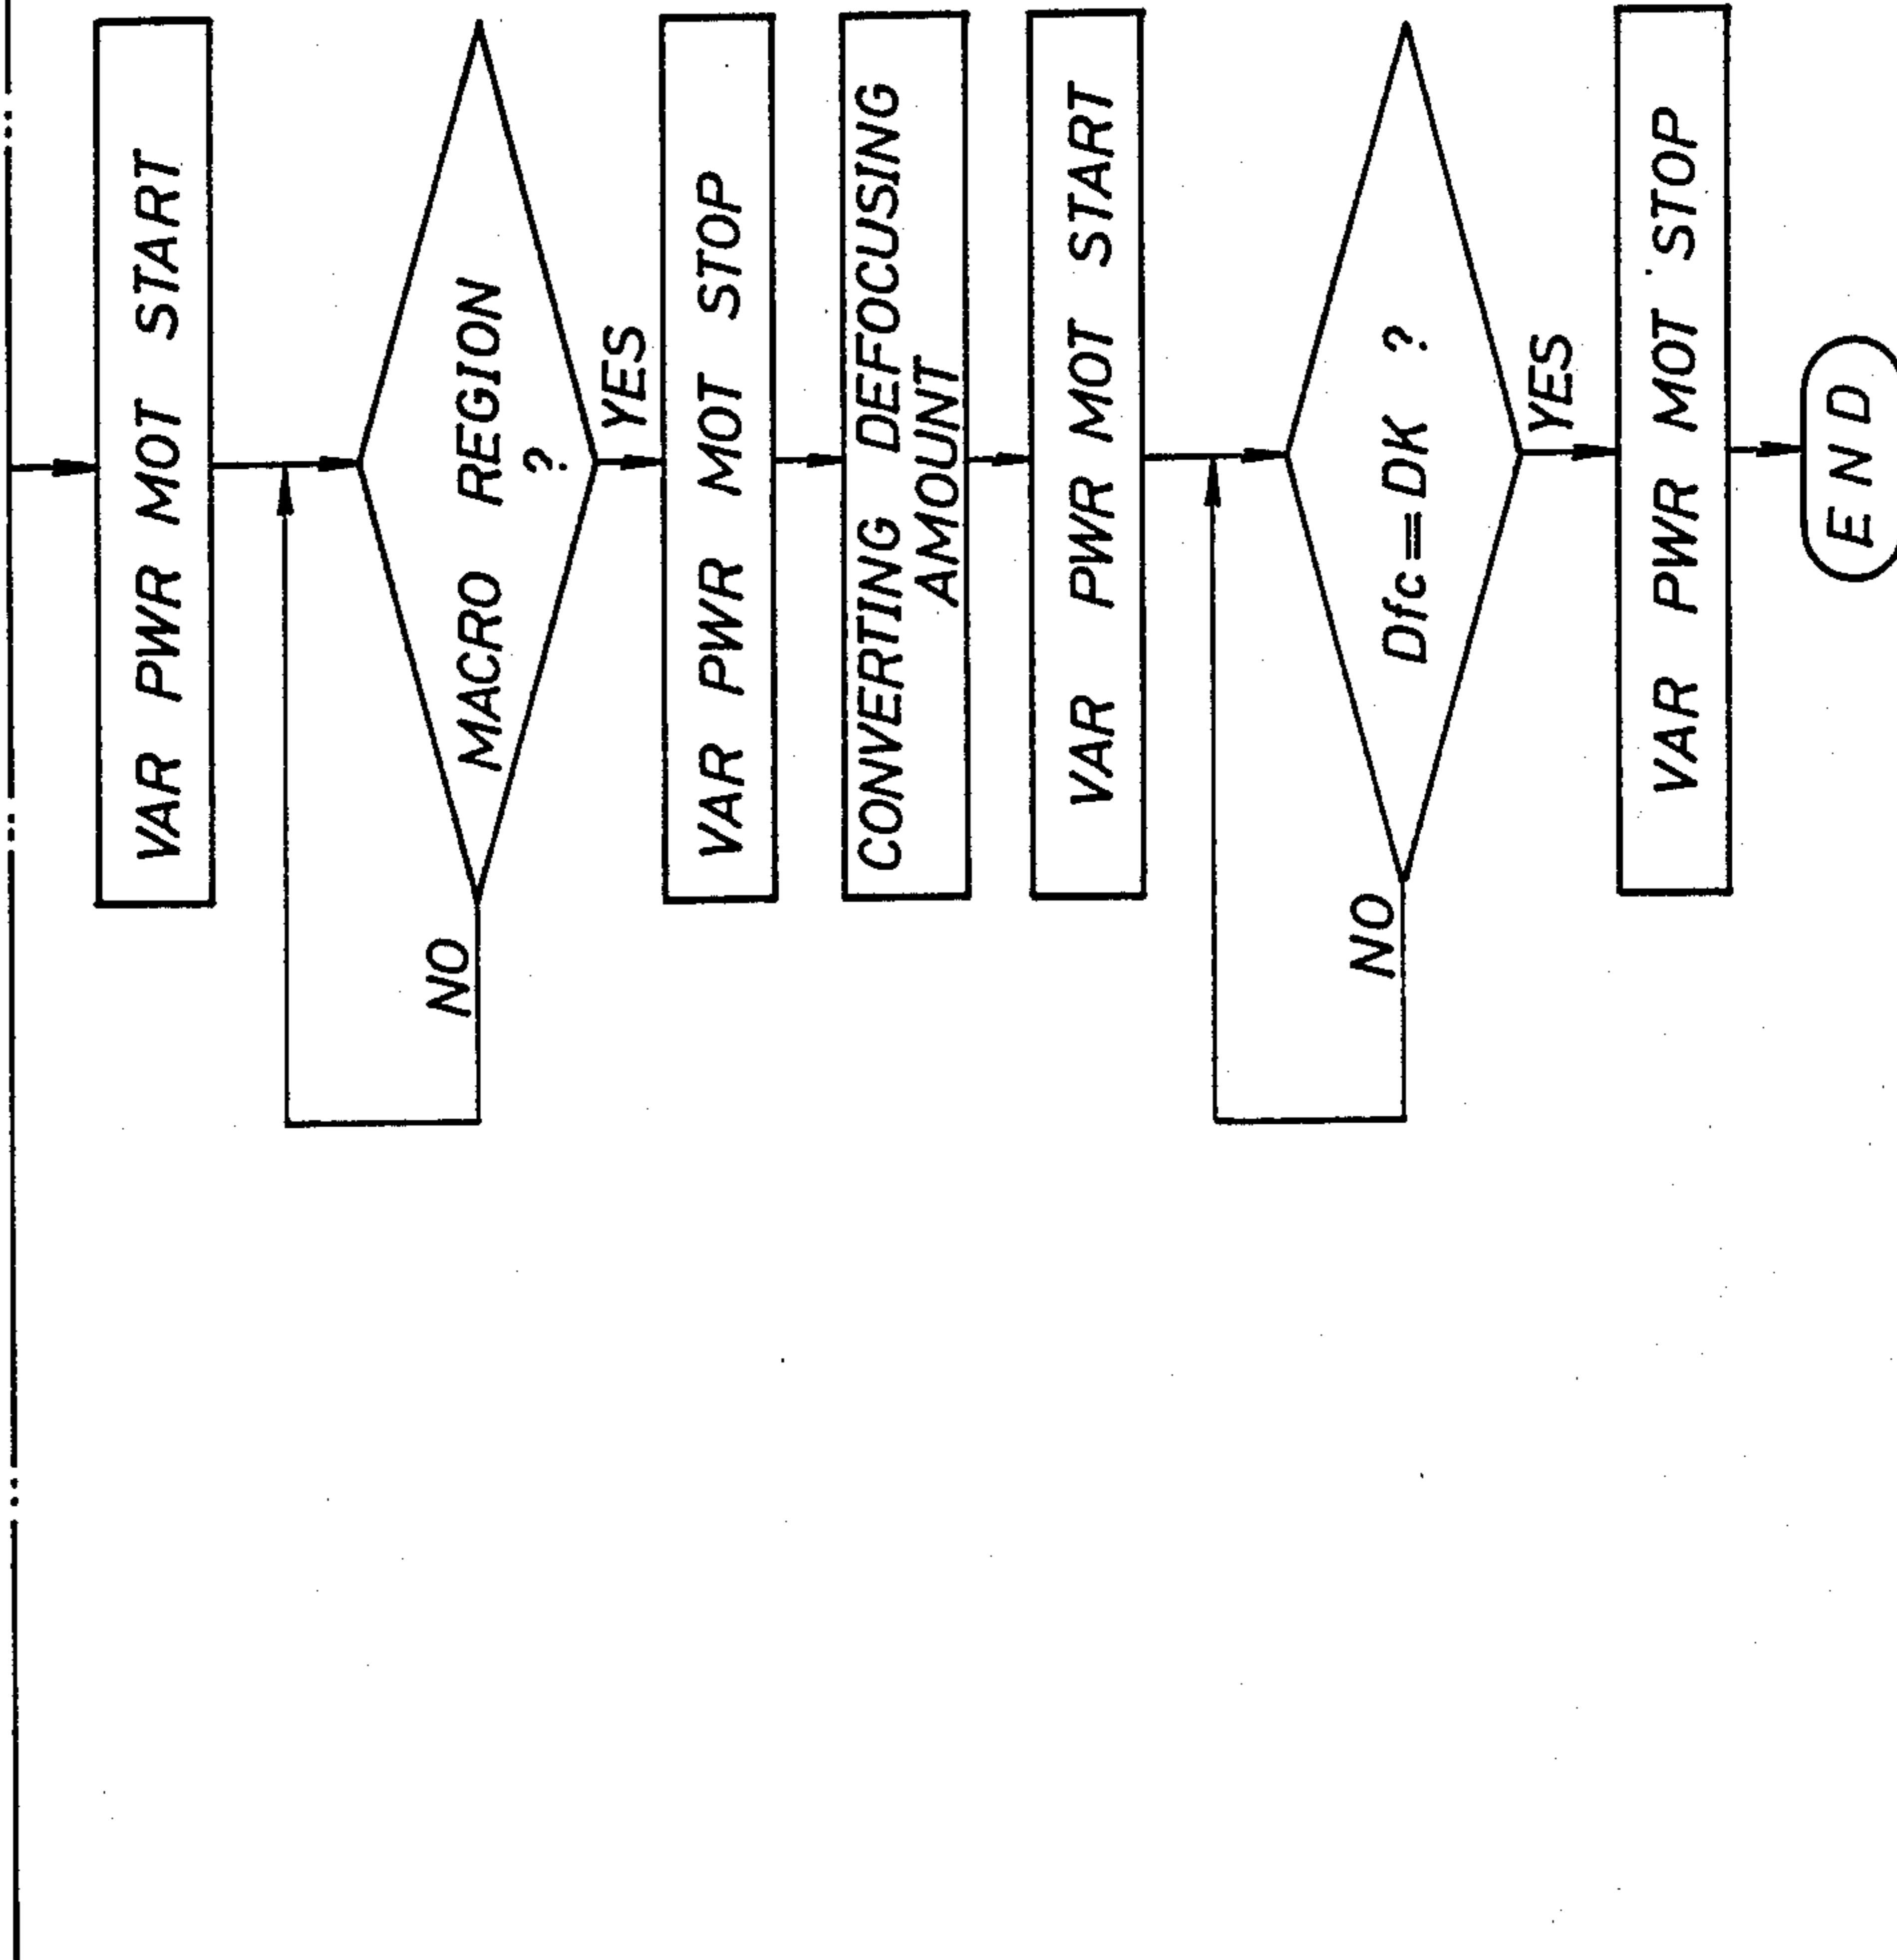 VAR PWR MOT START
MACRO REGION
?
NO
YES
VAR PWR MOT STOP
CONVERTING DEFOCUSING
AMOUNT
VAR PWR MOT START
Dfc=DK ?
NO
YES
VAR PWR MOT STOP
END